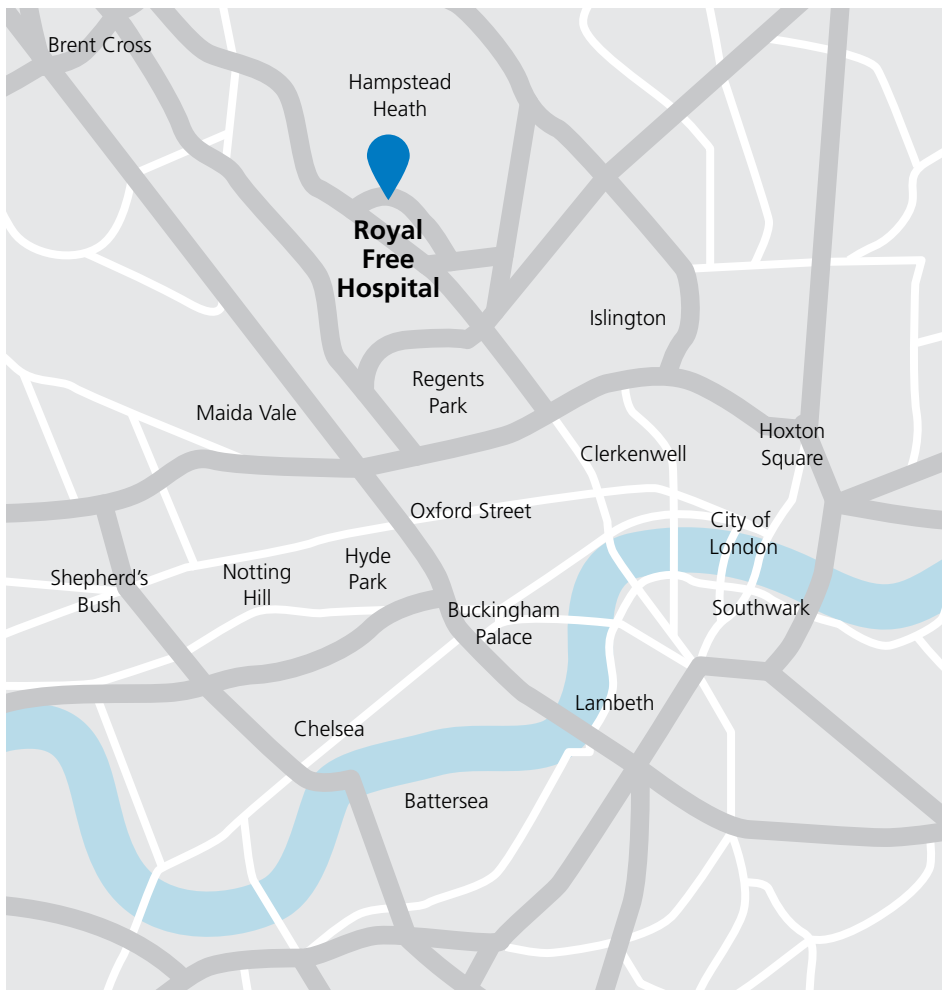 Brent Cross
Hampstead
Heath
Royal
Free
Hospital
Islington
Regents
Park
Maida Vale
Hoxton
Square
Clerkenwell
Oxford Street
City of
London
Hyde
Park
Notting
Hill
Shepherd's
Bush
Buckingham
Palace
Southwark
Lambeth
Chelsea
Battersea